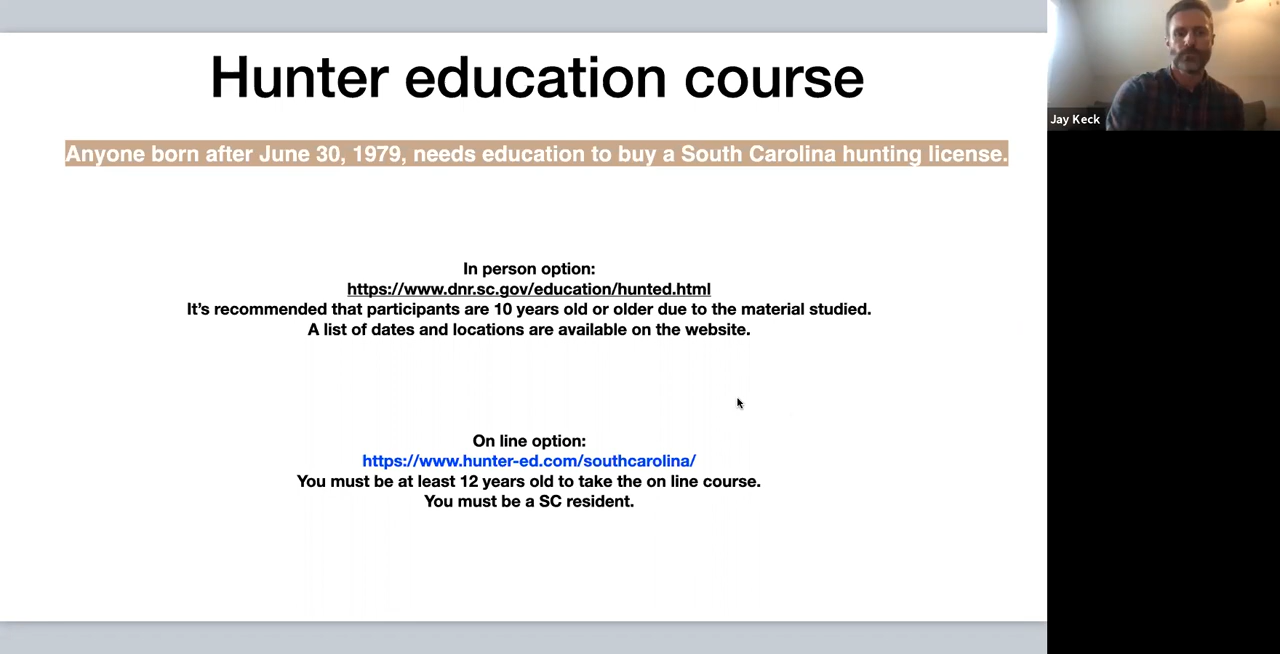 Hunter education course
Anyone born after June 30, 1979, needs education to buy a South Carolina hunting license.
In person option:
https://www.dnr.sc.gov/education/hunted.html
It’s recommended that participants are 10 years old or older due to the material studied.
A list of dates and locations are available on the website.
On line option:
https://www.hunter-ed.com/southcarolina/
You must be at least 12 years old to take the on line course.
You must be a SC resident.
Jay Keck